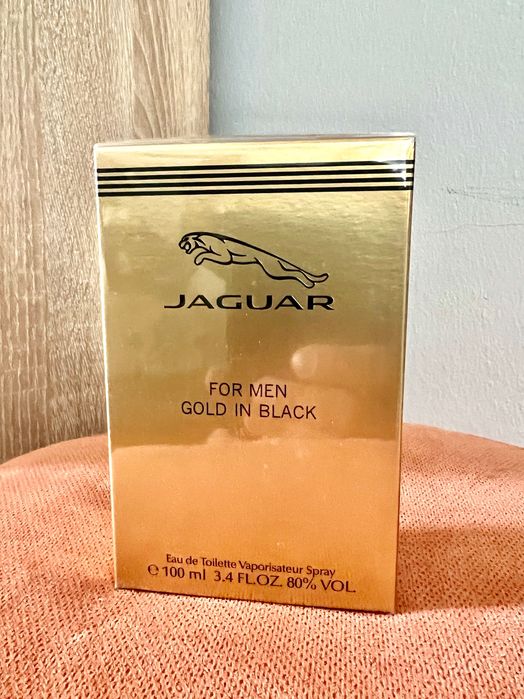 JAGUAR
FOR MEN
GOLD IN BLACK
Eau de Toilette Vaporisateur Spray
℮ 100 ml 3.4 FL.OZ. 80% VOL.